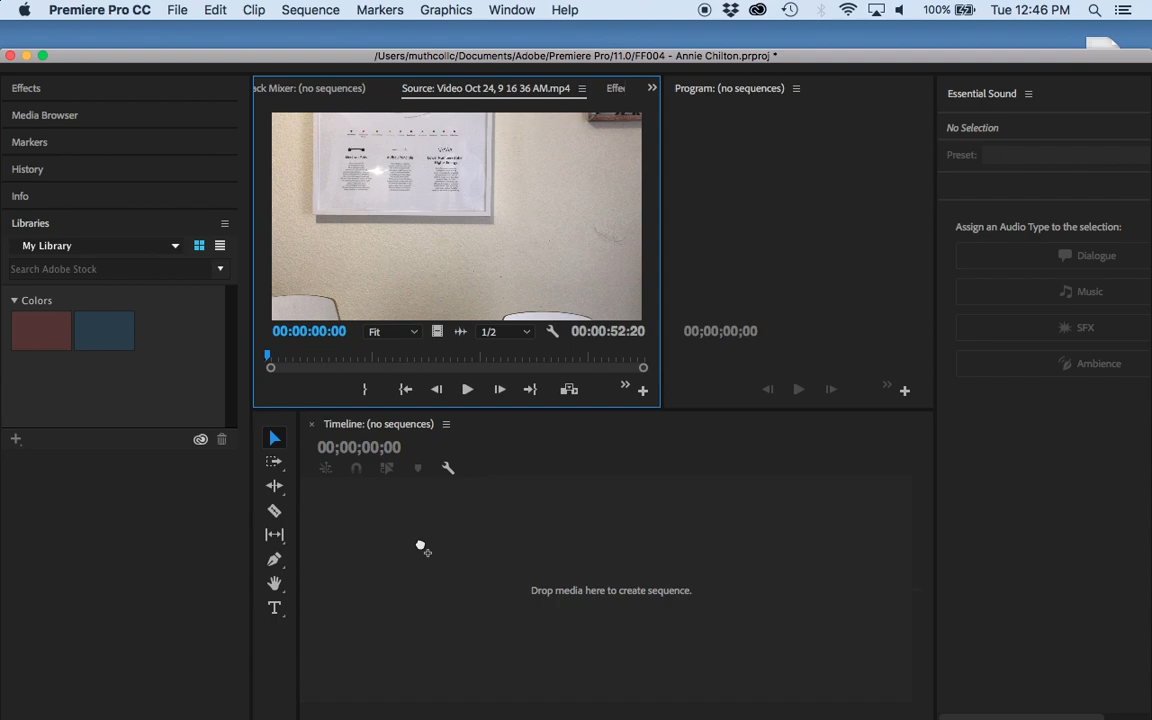 Premiere Pro CC File Edit Clip Sequence Markers Graphics Window Help 100% Tue 12:46 PM
/Users/muthcollc/Documents/Adobe/Premiere Pro/11.0/FF004 - Annie Chilton.prproj *
Effects
Media Browser
Markers
History
Info
Libraries
My Library
Search Adobe Stock
Colors
ack Mixer: (no sequences) Source: Video Oct 24, 9 16 36 AM.mp4 Effec
00:00:00:00 Fit 1/2 00:00:52:20
Program: (no sequences)
00;00;00;00
Essential Sound
No Selection
Preset:
Assign an Audio Type to the selection:
Dialogue
Music
SFX
Ambience
Timeline: (no sequences)
00;00;00;00
Drop media here to create sequence.